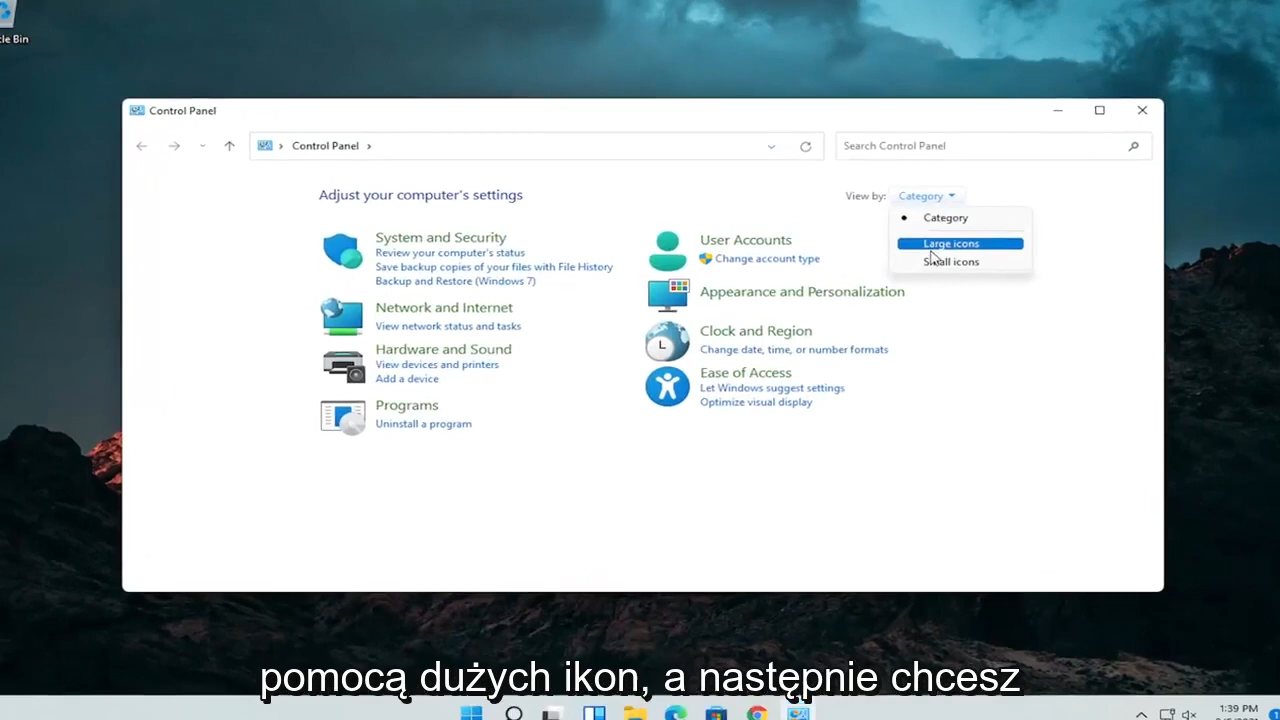 Control Panel
Control Panel
Search Control Panel
Adjust your computer's settings
View by: Category
Category
Large icons
Small icons
System and Security
Review your computer's status
Save backup copies of your files with File History
Backup and Restore (Windows 7)
Network and Internet
View network status and tasks
Hardware and Sound
View devices and printers
Add a device
Programs
Uninstall a program
User Accounts
Change account type
Appearance and Personalization
Clock and Region
Change date, time, or number formats
Ease of Access
Let Windows suggest settings
Optimize visual display
pomocą dużych ikon, a następnie chcesz
1:39 PM